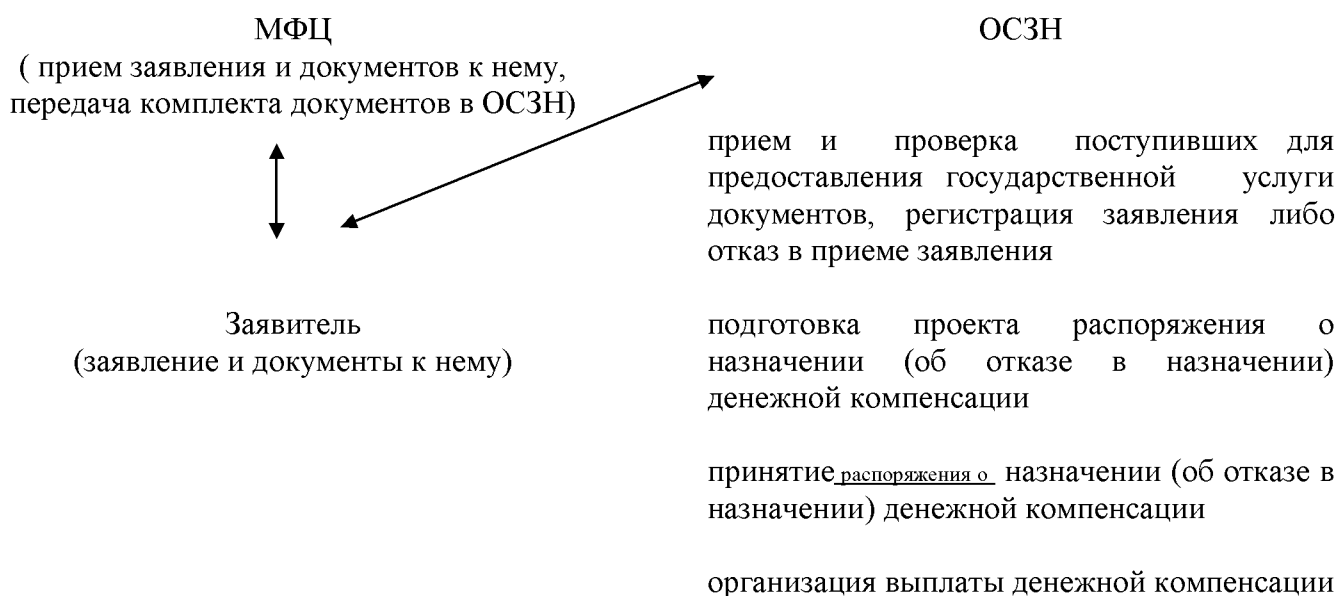 МФЦ
( прием заявления и документов к нему,
передача комплекта документов в ОСЗН)
Заявитель
(заявление и документы к нему)
ОСЗН
прием и проверка поступивших для
предоставления государственной услуги
документов, регистрация заявления либо
отказ в приеме заявления
подготовка проекта распоряжения о
назначении (об отказе в назначении)
денежной компенсации
принятие распоряжения о назначении (об отказе в
назначении) денежной компенсации
организация выплаты денежной компенсации